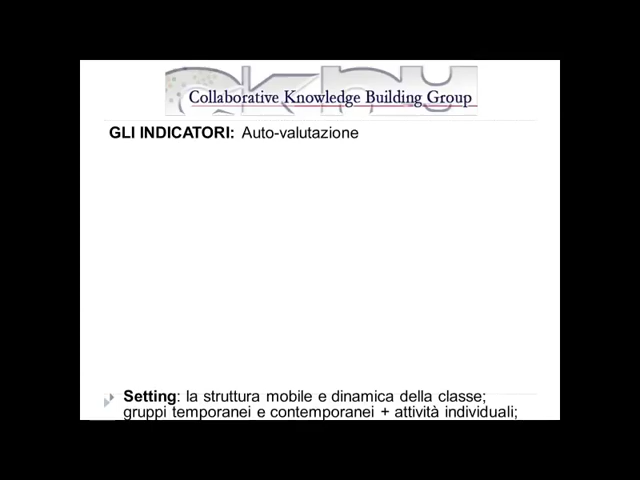 Collaborative Knowledge Building Group
GLI INDICATORI: Auto-valutazione
Setting: la struttura mobile e dinamica della classe;
gruppi temporanei e contemporanei + attività individuali;